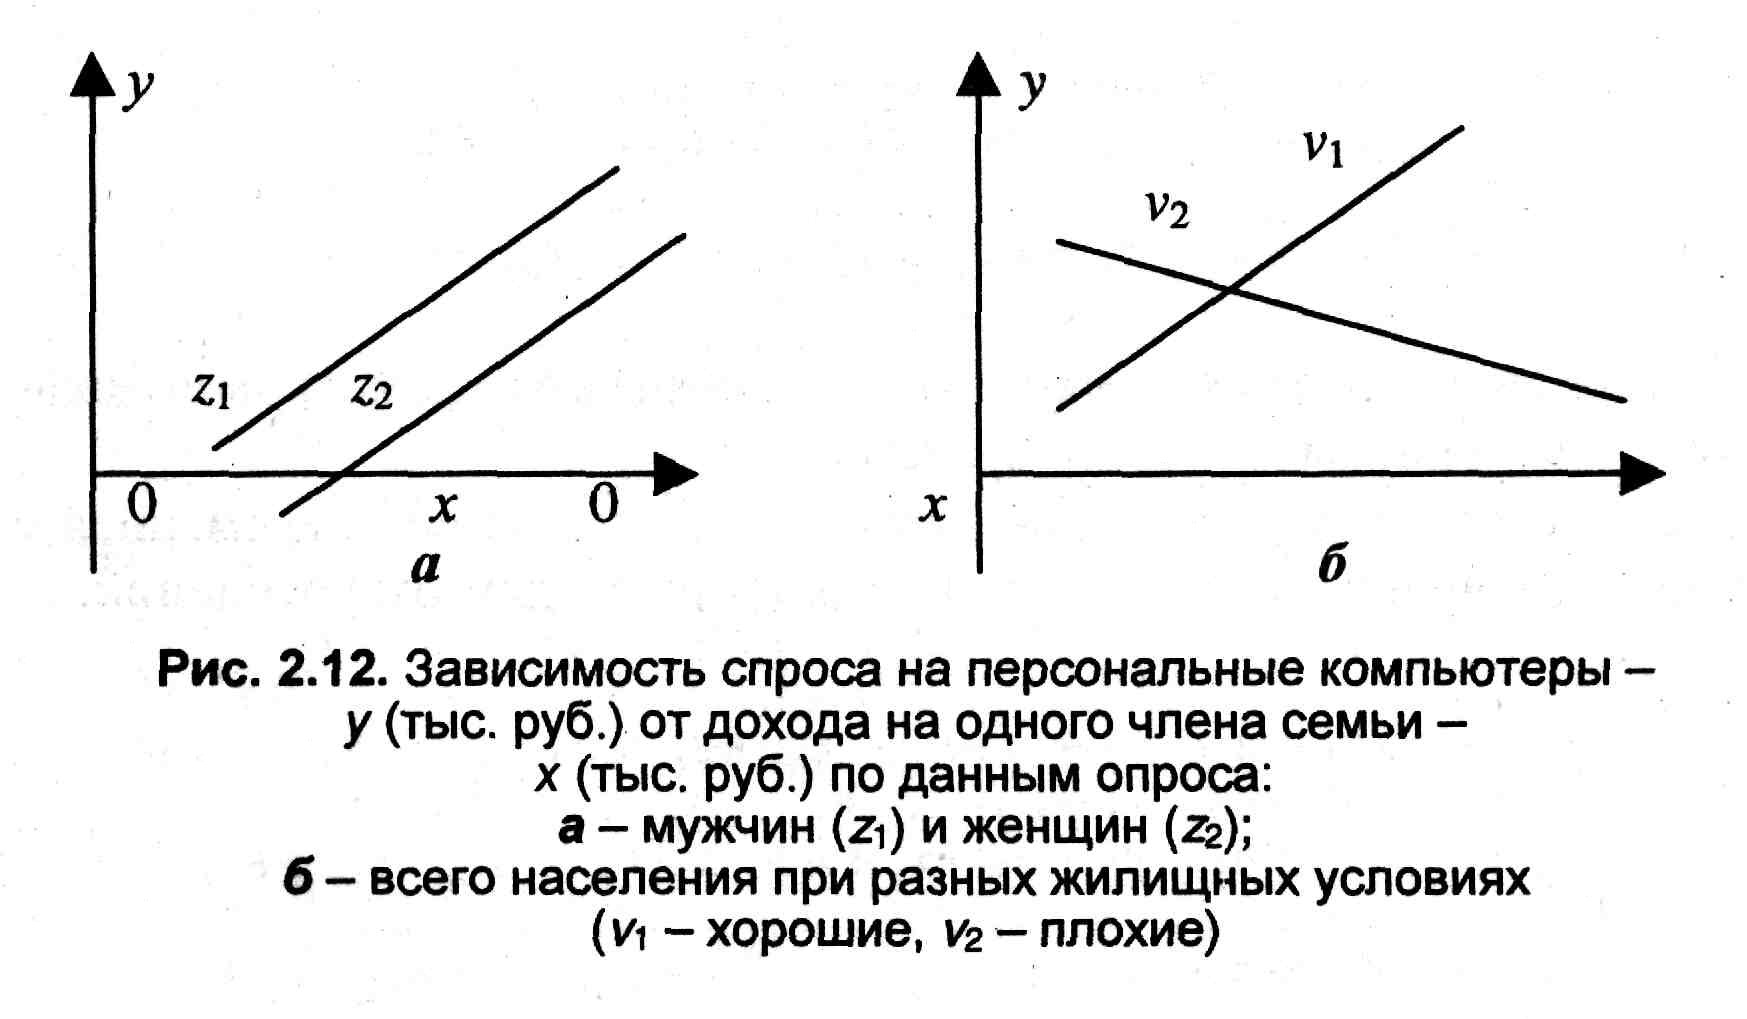 y
y
v1
v2
z1
z2
0
x
0
x
а
б
Рис. 2.12. Зависимость спроса на персональные компьютеры –
y (тыс. руб.) от дохода на одного члена семьи –
x (тыс. руб.) по данным опроса:
а – мужчин (z1) и женщин (z2);
б – всего населения при разных жилищных условиях
(v1 – хорошие, v2 – плохие)